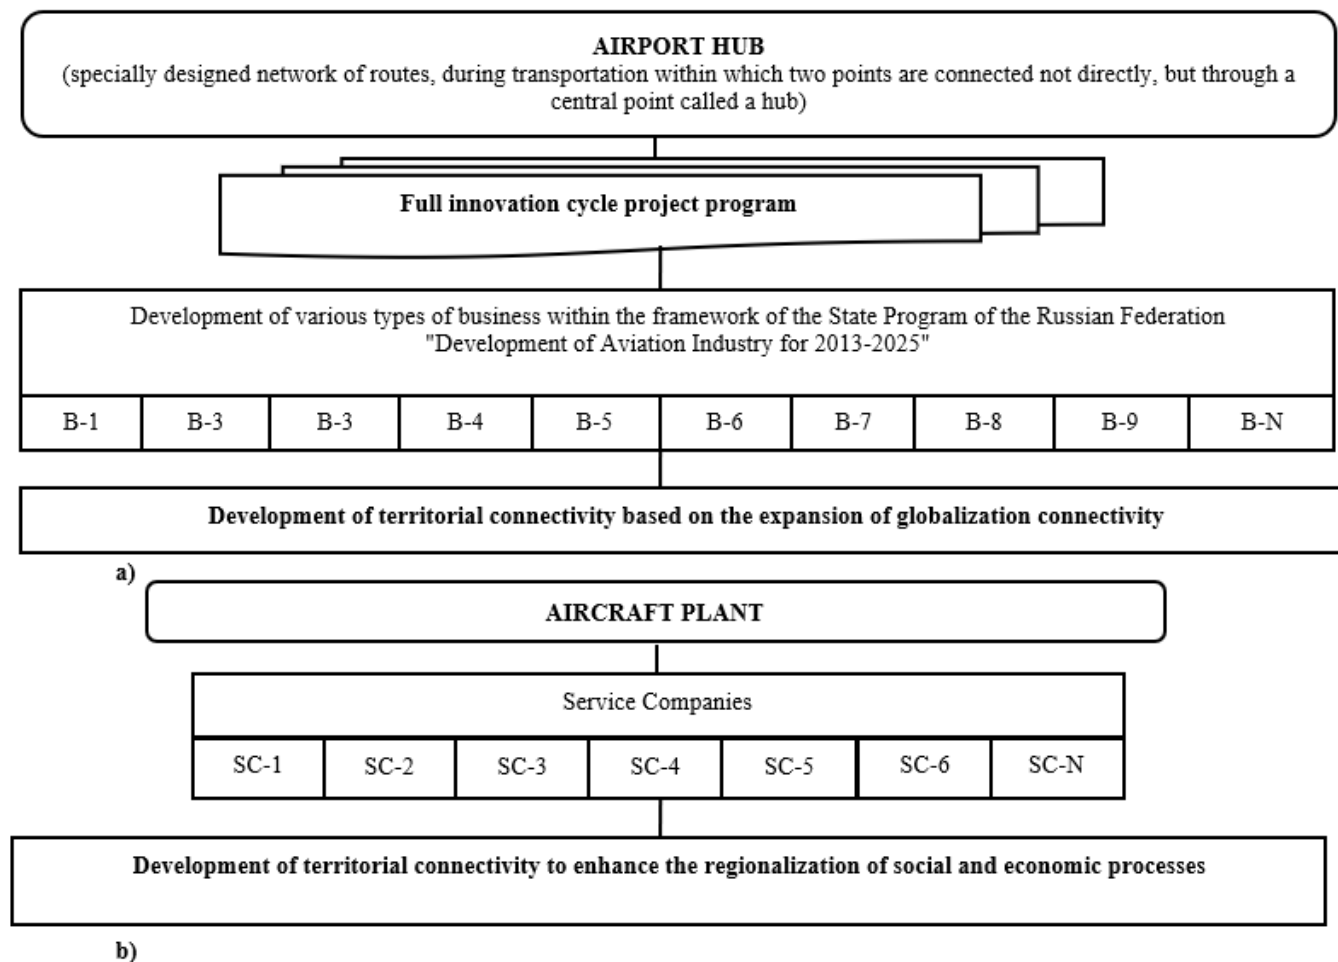 AIRPORT HUB
(specially designed network of routes, during transportation within which two points are connected not directly, but through a
central point called a hub)
Full innovation cycle project program
Development of various types of business within the framework of the State Program of the Russian Federation
"Development of Aviation Industry for 2013-2025"
B-1 B-3 B-3 B-4 B-5 B-6 B-7 B-8 B-9 B-N
Development of territorial connectivity based on the expansion of globalization connectivity
a)
AIRCRAFT PLANT
Service Companies
SC-1 SC-2 SC-3 SC-4 SC-5 SC-6 SC-N
Development of territorial connectivity to enhance the regionalization of social and economic processes
b)